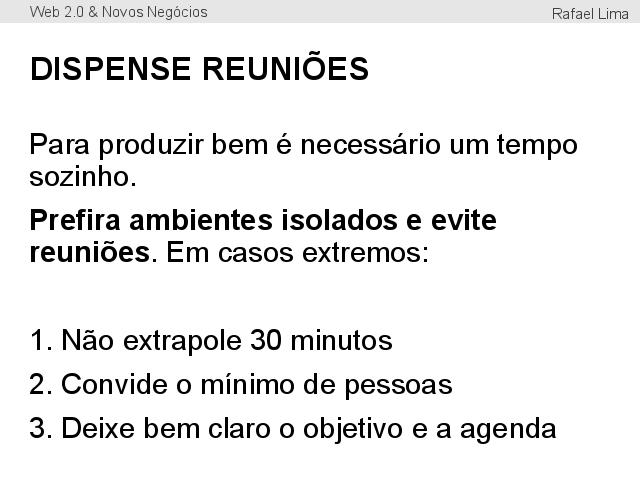 Web 2.0 & Novos Negócios
Rafael Lima
DISPENSE REUNIÕES
Para produzir bem é necessário um tempo
sozinho.
Prefira ambientes isolados e evite
reuniões. Em casos extremos:
1. Não extrapole 30 minutos
2. Convide o mínimo de pessoas
3. Deixe bem claro o objetivo e a agenda